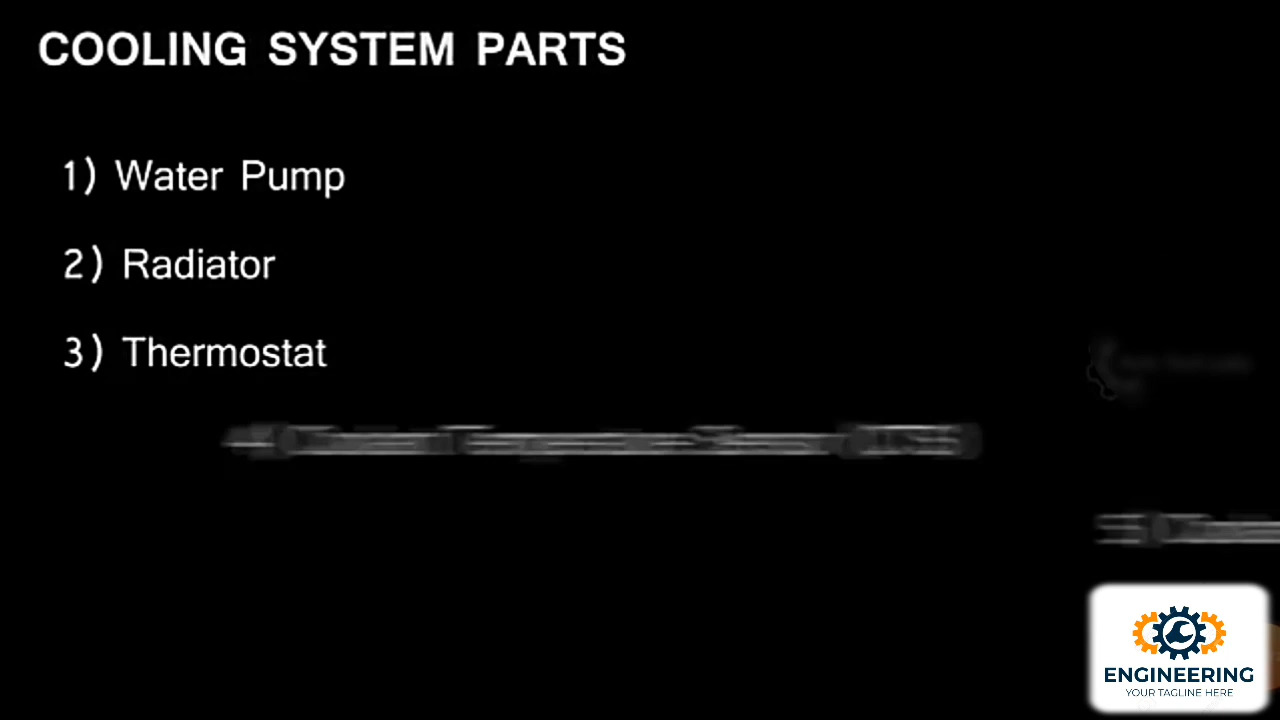 COOLING SYSTEM PARTS
1) Water Pump
2) Radiator
3) Thermostat
ENGINEERING
YOUR TAGLINE HERE